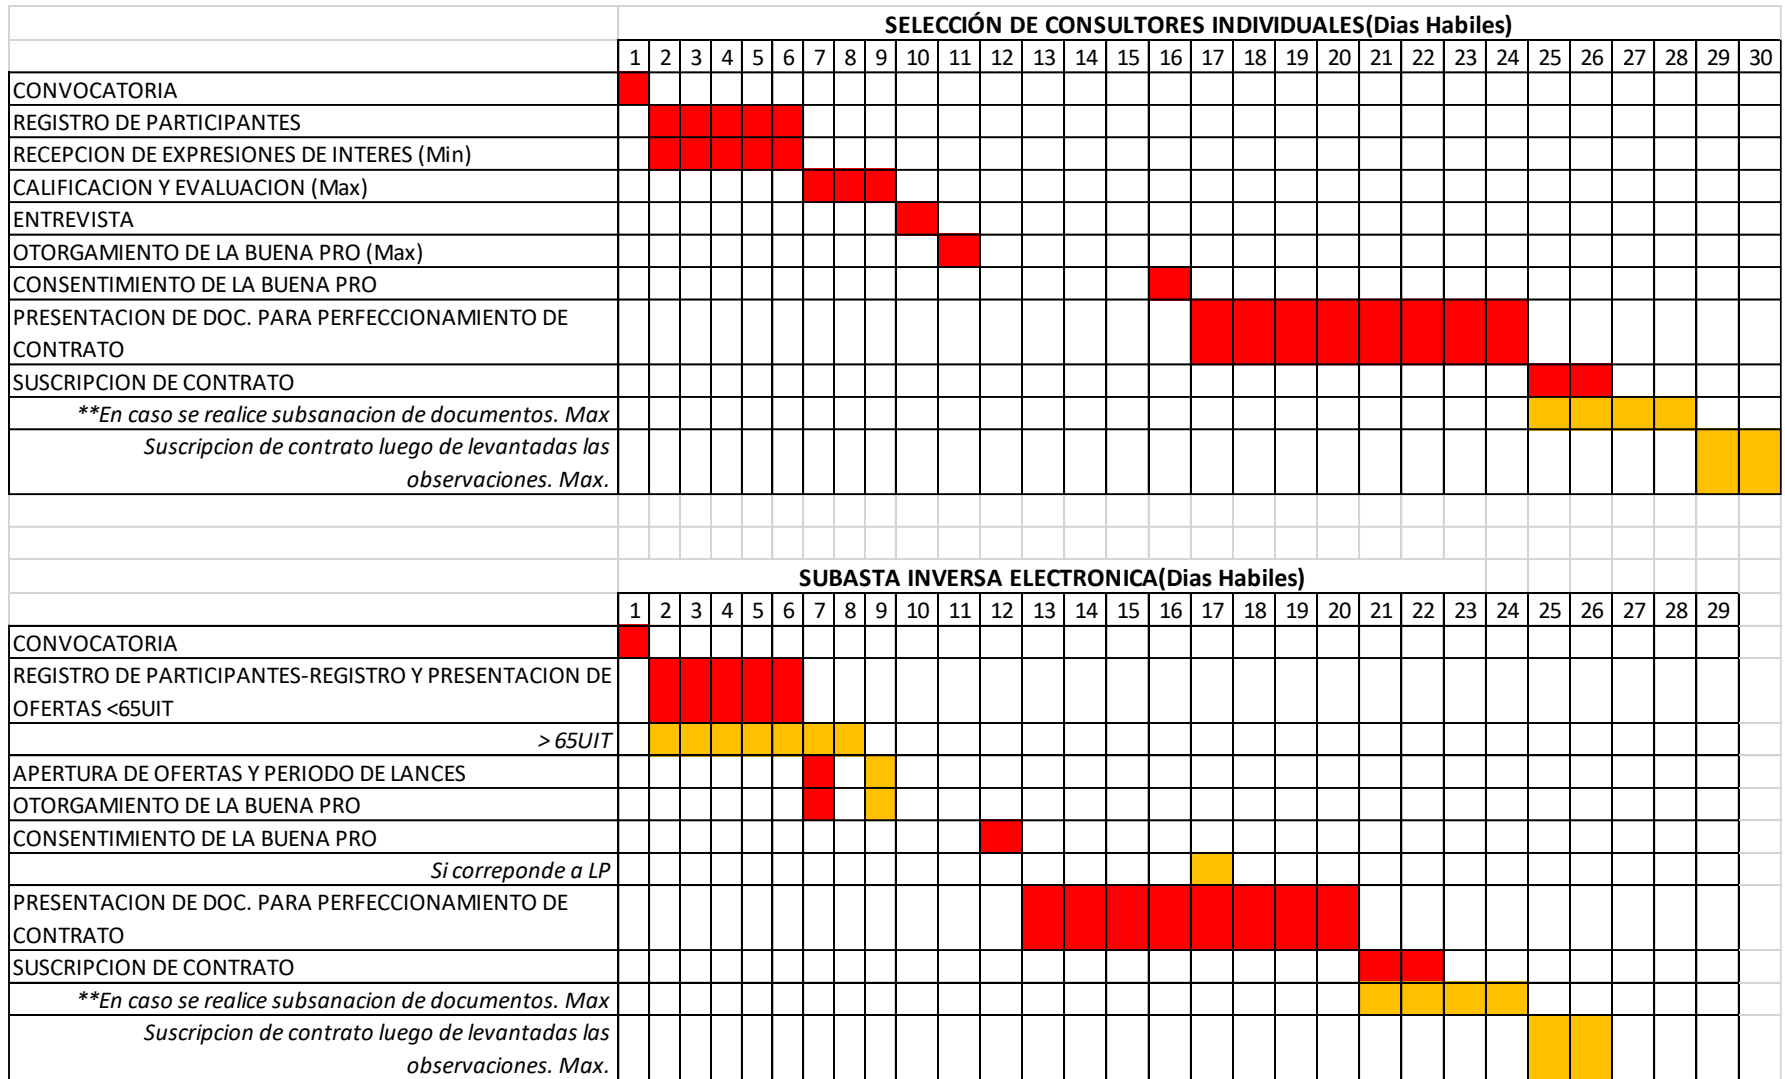 SELECCIÓN DE CONSULTORES INDIVIDUALES(Dias Habiles)
1 2 3 4 5 6 7 8 9 10 11 12 13 14 15 16 17 18 19 20 21 22 23 24 25 26 27 28 29 30
CONVOCATORIA
REGISTRO DE PARTICIPANTES
RECEPCION DE EXPRESIONES DE INTERES (Min)
CALIFICACION Y EVALUACION (Max)
ENTREVISTA
OTORGAMIENTO DE LA BUENA PRO (Max)
CONSENTIMIENTO DE LA BUENA PRO
PRESENTACION DE DOC. PARA PERFECCIONAMIENTO DE
CONTRATO
SUSCRIPCION DE CONTRATO
**En caso se realice subsanacion de documentos. Max
Suscripcion de contrato luego de levantadas las
observaciones. Max.
SUBASTA INVERSA ELECTRONICA(Dias Habiles)
1 2 3 4 5 6 7 8 9 10 11 12 13 14 15 16 17 18 19 20 21 22 23 24 25 26 27 28 29
CONVOCATORIA
REGISTRO DE PARTICIPANTES-REGISTRO Y PRESENTACION DE
OFERTAS <65UIT
> 65UIT
APERTURA DE OFERTAS Y PERIODO DE LANCES
OTORGAMIENTO DE LA BUENA PRO
CONSENTIMIENTO DE LA BUENA PRO
Si correponde a LP
PRESENTACION DE DOC. PARA PERFECCIONAMIENTO DE
CONTRATO
SUSCRIPCION DE CONTRATO
**En caso se realice subsanacion de documentos. Max
Suscripcion de contrato luego de levantadas las
observaciones. Max.